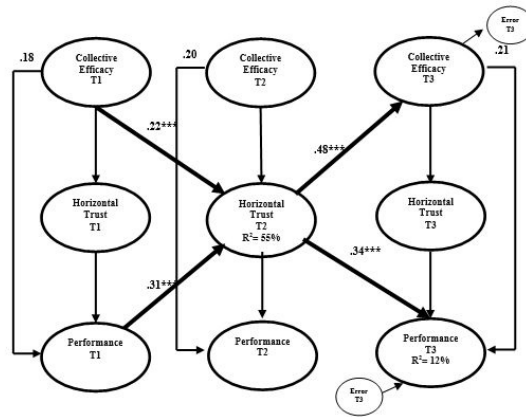 Error
T3
.18
.20
.21
Collective
Efficacy
T1
Collective
Efficacy
T2
Collective
Efficacy
T3
.22***
.48***
Horizontal
Trust
T1
Horizontal
Trust
T2
R²= 55%
Horizontal
Trust
T3
.31***
.34***
Performance
T1
Performance
T2
Performance
T3
R²= 12%
Error
T3